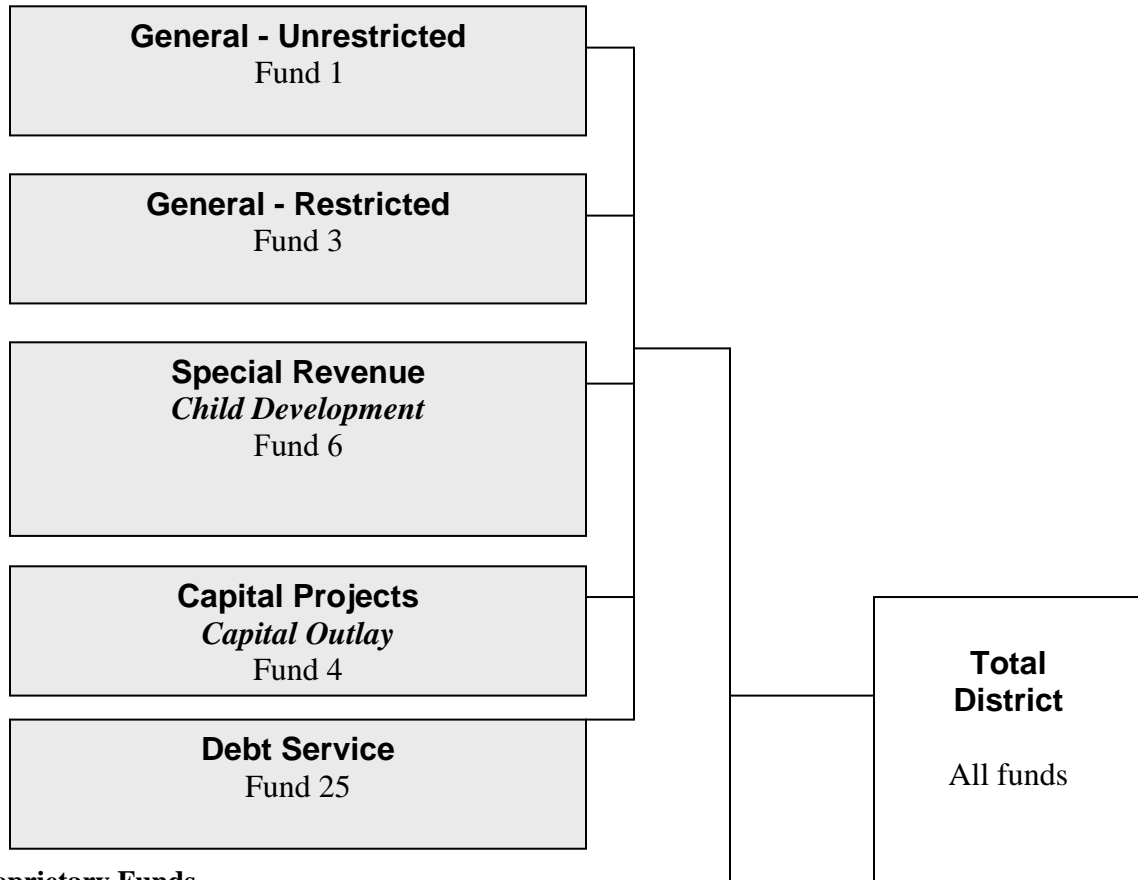 General - Unrestricted
Fund 1
General - Restricted
Fund 3
Special Revenue
Child Development
Fund 6
Capital Projects
Capital Outlay
Fund 4
Debt Service
Fund 25
Total
District
All funds
Funds